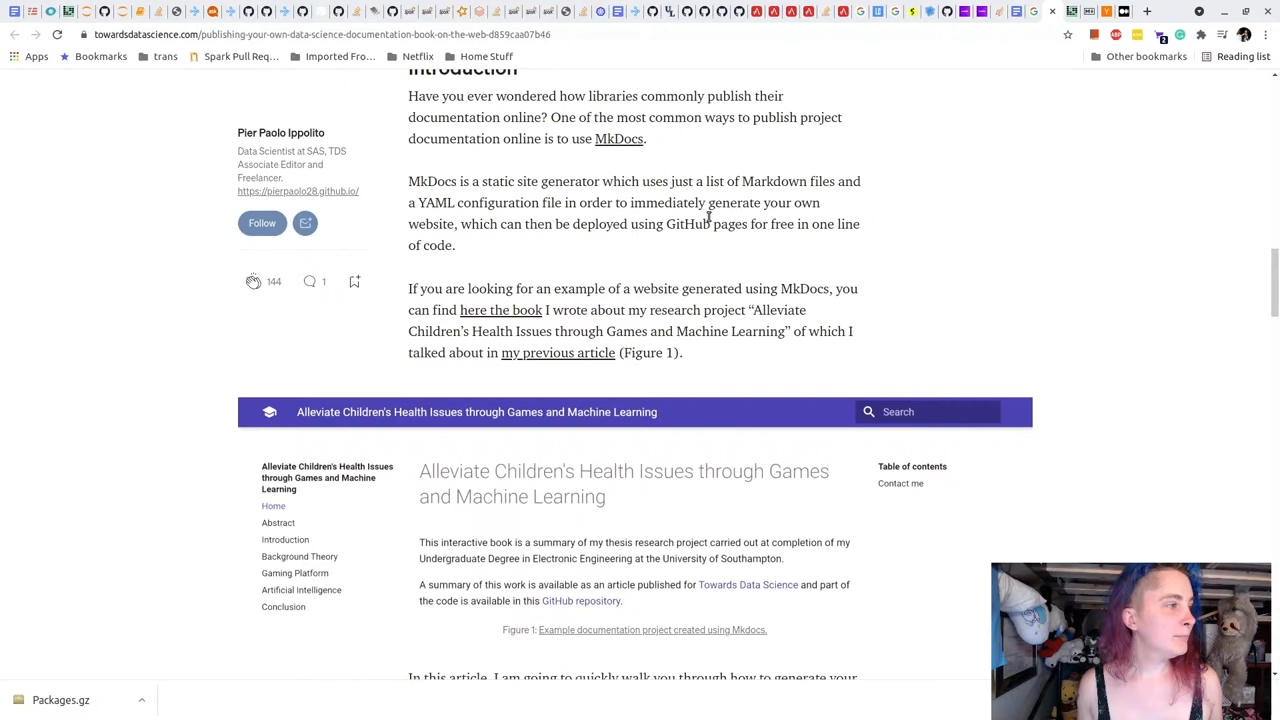 towardsdatascience.com/publishing-your-own-data-science-documentation-book-on-the-web-d859caa07b46
Apps
Bookmarks
trans
Spark Pull Req...
Imported Fro...
Netflix
Home Stuff
Other bookmarks
Reading list
Introduction
Have you ever wondered how libraries commonly publish their
documentation online? One of the most common ways to publish project
documentation online is to use MkDocs.
Pier Paolo Ippolito
Data Scientist at SAS, TDS
Associate Editor and
Freelancer.
https://pierpaolo28.github.io/
Follow
144
1
MkDocs is a static site generator which uses just a list of Markdown files and
a YAML configuration file in order to immediately generate your own
website, which can then be deployed using GitHub pages for free in one line
of code.
If you are looking for an example of a website generated using MkDocs, you
can find here the book I wrote about my research project “Alleviate
Children’s Health Issues through Games and Machine Learning” of which I
talked about in my previous article (Figure 1).
Alleviate Children's Health Issues through Games and Machine Learning
Search
Alleviate Children's Health Issues
through Games and Machine
Learning
Home
Abstract
Introduction
Background Theory
Gaming Platform
Artificial Intelligence
Conclusion
Alleviate Children's Health Issues through Games
and Machine Learning
This interactive book is a summary of my thesis research project carried out at completion of my
Undergraduate Degree in Electronic Engineering at the University of Southampton.
A summary of this work is available as an article published for Towards Data Science and part of
the code is available in this GitHub repository.
Table of contents
Contact me
Figure 1: Example documentation project created using Mkdocs.
In this article, I am going to quickly walk you through how to generate your
Packages.gz